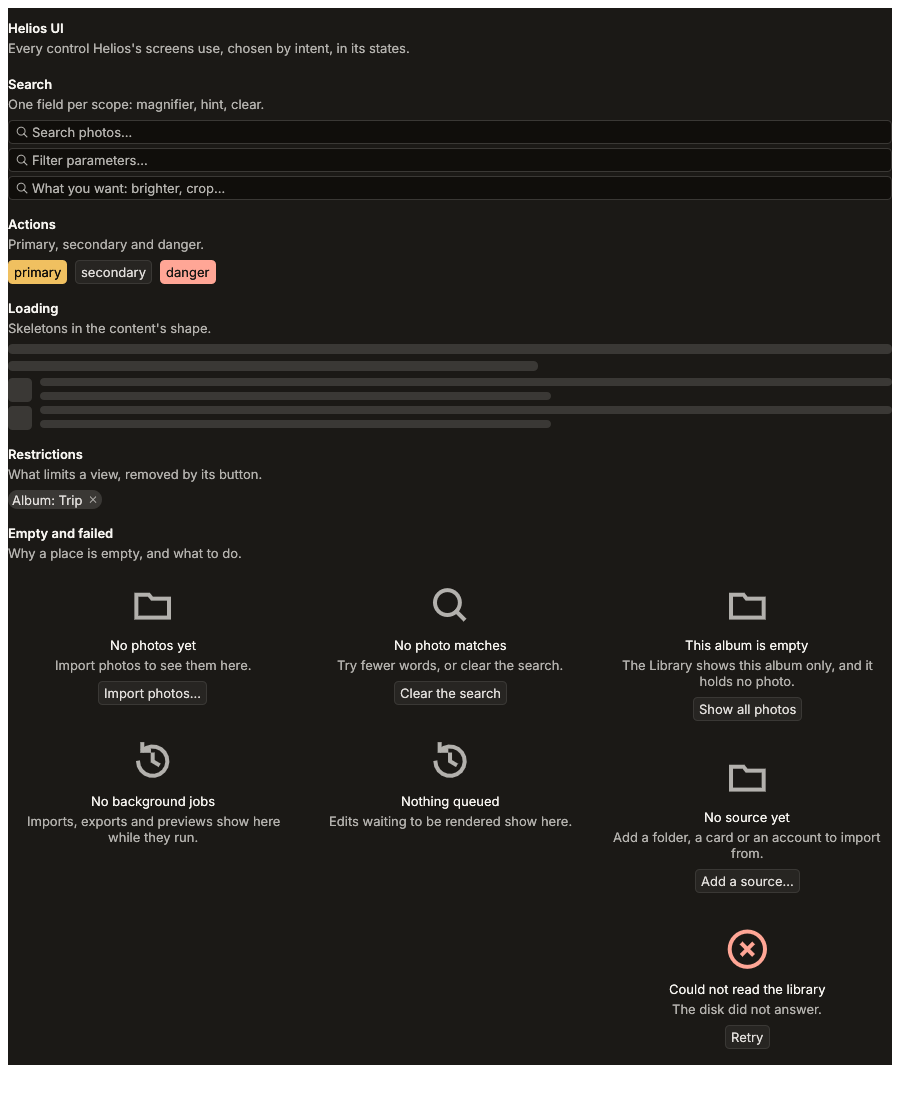 Helios UI
Every control Helios's screens use, chosen by intent, in its states.
Search
One field per scope: magnifier, hint, clear.
Search photos…
Filter parameters…
What you want: brighter, crop…
Actions
Primary, secondary and danger.
primary
secondary
danger
Loading
Skeletons in the content's shape.
Restrictions
What limits a view, removed by its button.
Album: Trip
Empty and failed
Why a place is empty, and what to do.
No photos yet
Import photos to see them here.
Import photos…
No photo matches
Try fewer words, or clear the search.
Clear the search
This album is empty
The Library shows this album only, and it
holds no photo.
Show all photos
No background jobs
Imports, exports and previews show here
while they run.
Nothing queued
Edits waiting to be rendered show here.
No source yet
Add a folder, a card or an account to import
from.
Add a source…
Could not read the library
The disk did not answer.
Retry